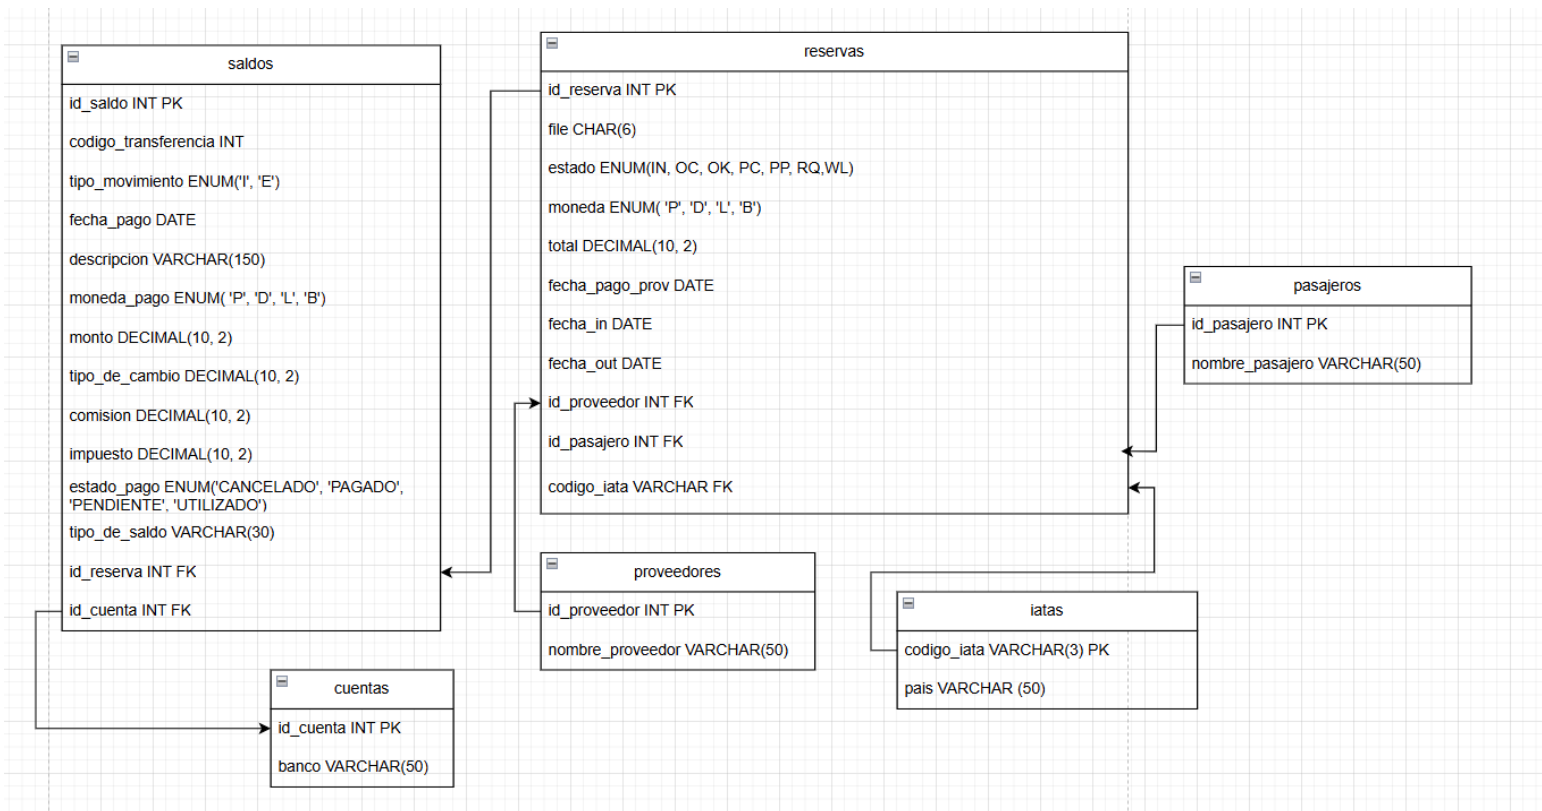 saldos
id_saldo INT PK
codigo_transferencia INT
tipo_movimiento ENUM('I', 'E')
fecha_pago DATE
descripcion VARCHAR(150)
moneda_pago ENUM( 'P', 'D', 'L', 'B')
monto DECIMAL(10, 2)
tipo_de_cambio DECIMAL(10, 2)
comision DECIMAL(10, 2)
impuesto DECIMAL(10, 2)
estado_pago ENUM('CANCELADO', 'PAGADO',
'PENDIENTE', 'UTILIZADO')
tipo_de_saldo VARCHAR(30)
id_reserva INT FK
id_cuenta INT FK
reservas
id_reserva INT PK
file CHAR(6)
estado ENUM(IN, OC, OK, PC, PP, RQ,WL)
moneda ENUM( 'P', 'D', 'L', 'B')
total DECIMAL(10, 2)
fecha_pago_prov DATE
fecha_in DATE
fecha_out DATE
id_proveedor INT FK
id_pasajero INT FK
codigo_iata VARCHAR FK
pasajeros
id_pasajero INT PK
nombre_pasajero VARCHAR(50)
proveedores
id_proveedor INT PK
nombre_proveedor VARCHAR(50)
iatas
codigo_iata VARCHAR(3) PK
pais VARCHAR (50)
cuentas
id_cuenta INT PK
banco VARCHAR(50)